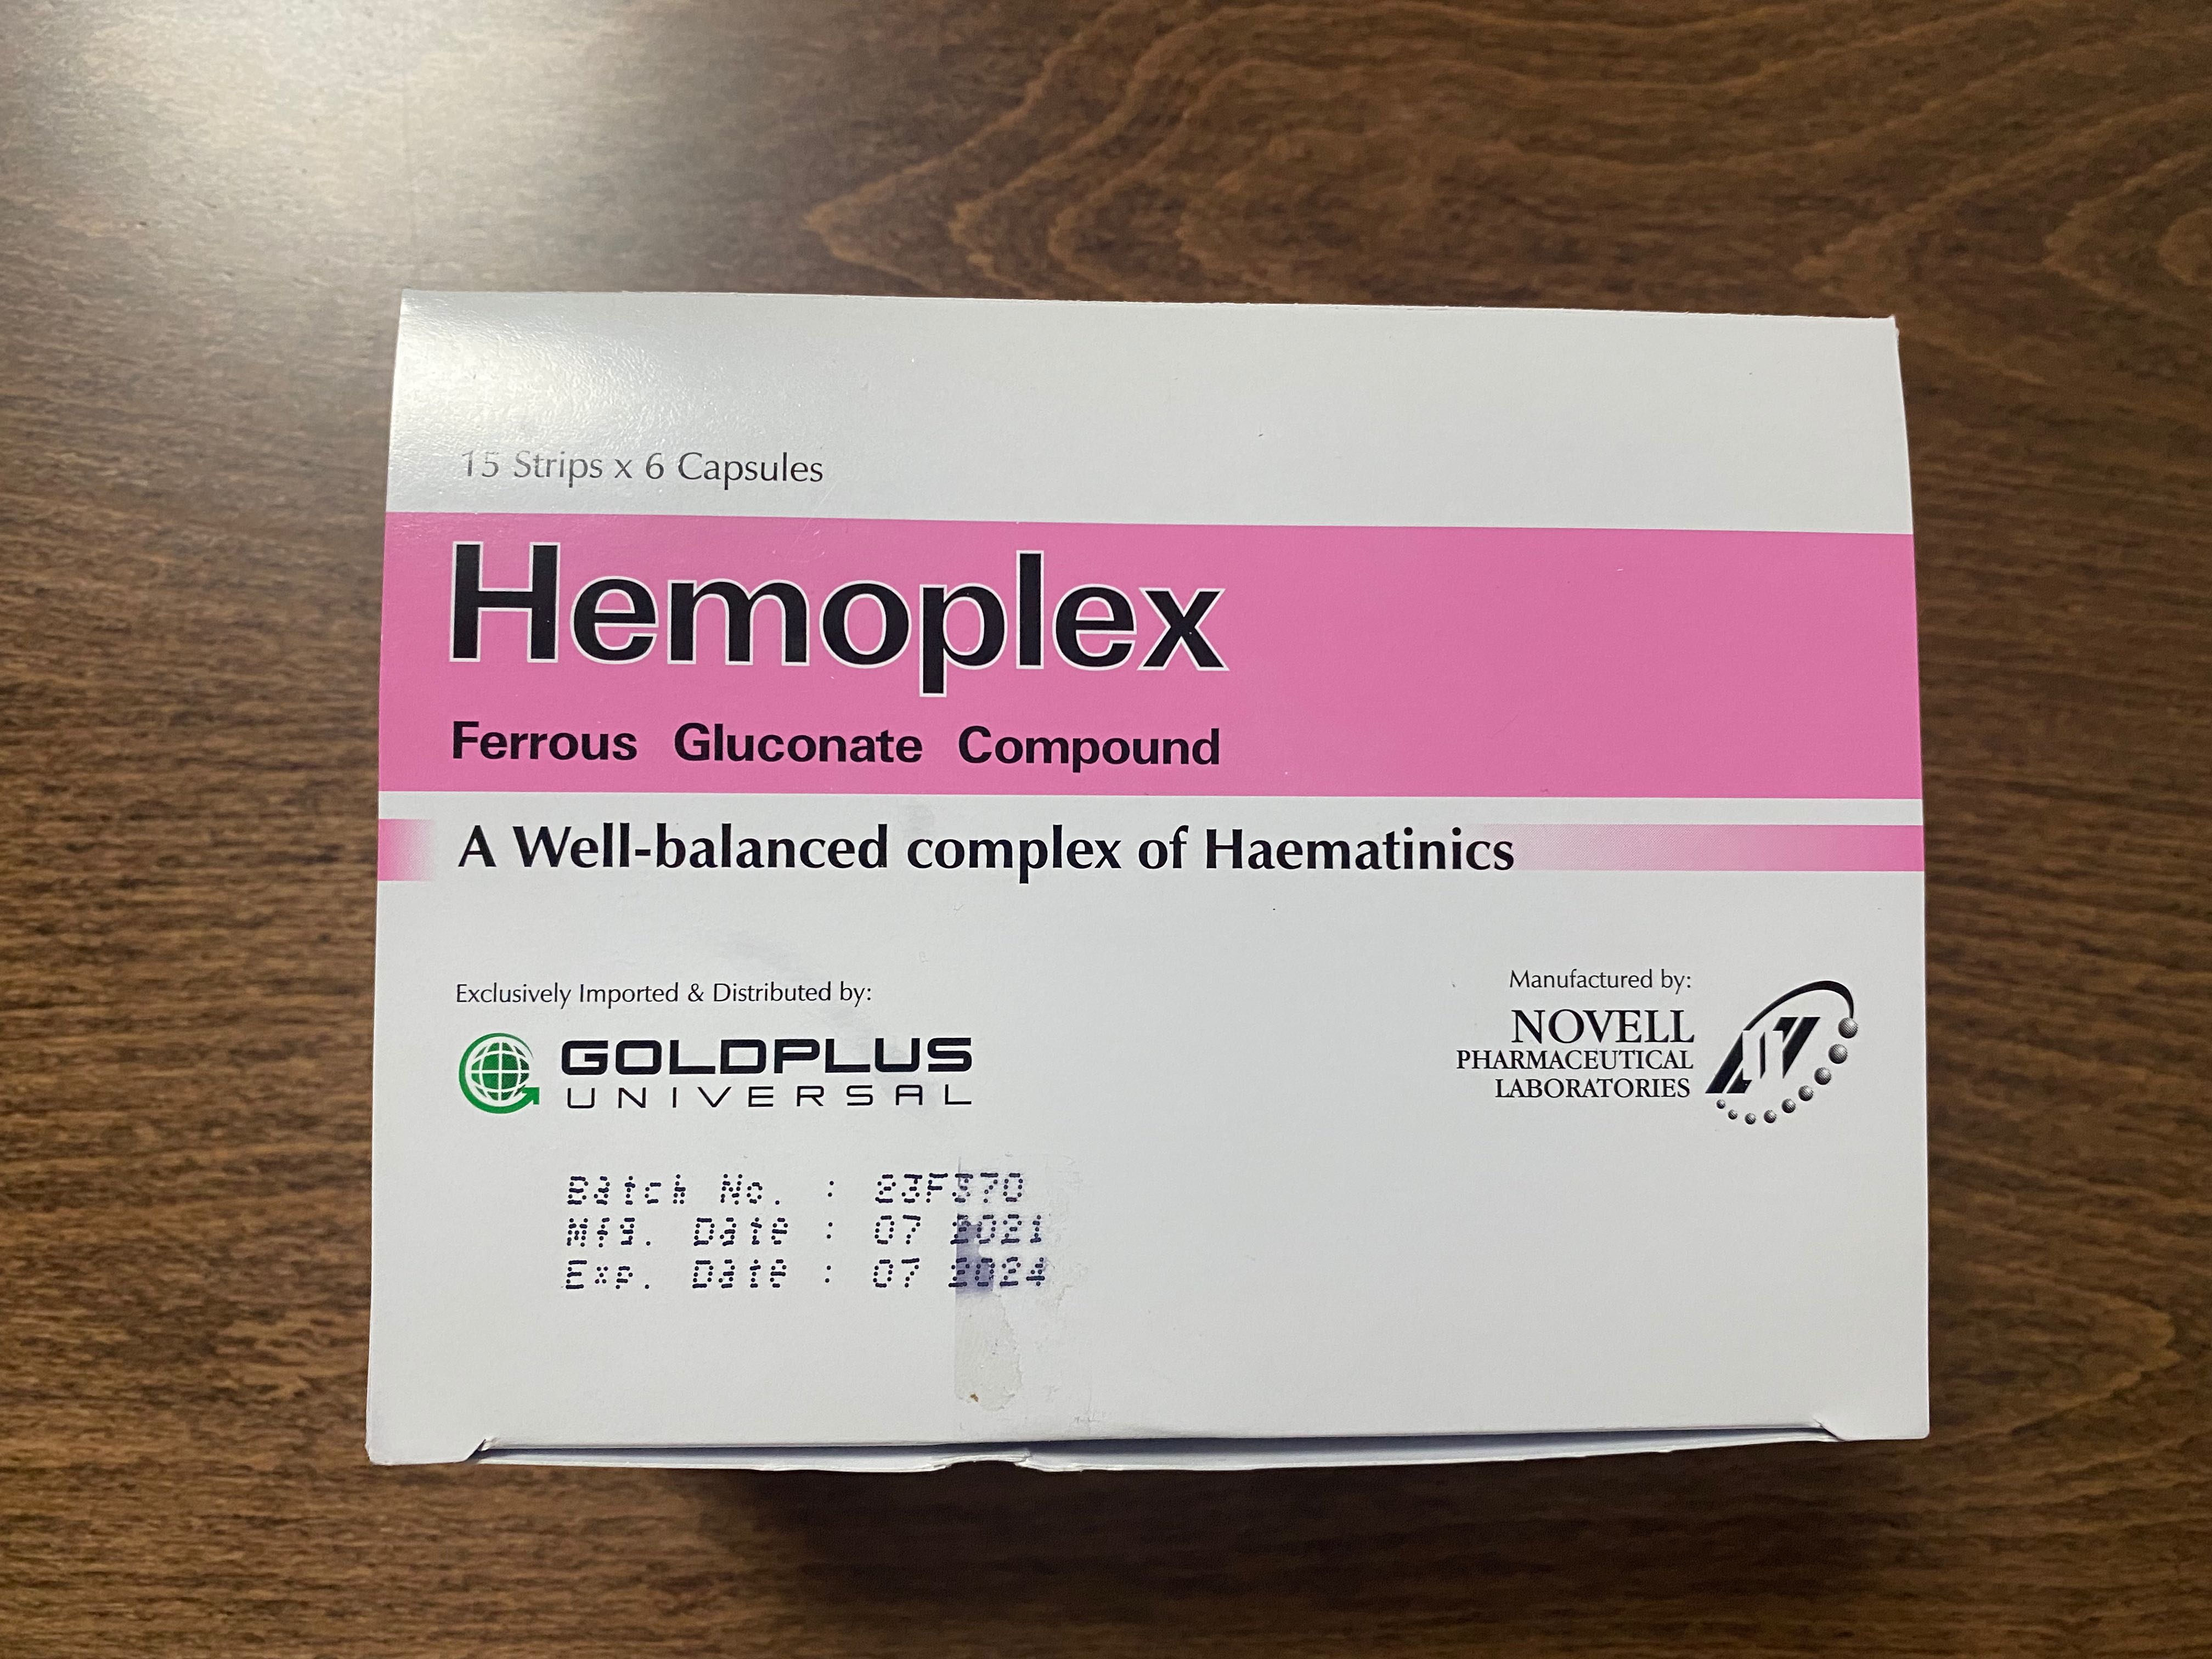 15 Strips x 6 Capsules
Hemoplex
Ferrous Gluconate Compound
A Well-balanced complex of Haematinics
Exclusively Imported & Distributed by:
GOLDPLUS
UNIVERSAL
Manufactured by:
NOVELL
PHARMACEUTICAL
LABORATORIES
Batch No. : 23F370
Mfg. Date : 07 2021
Exp. Date : 07 2024